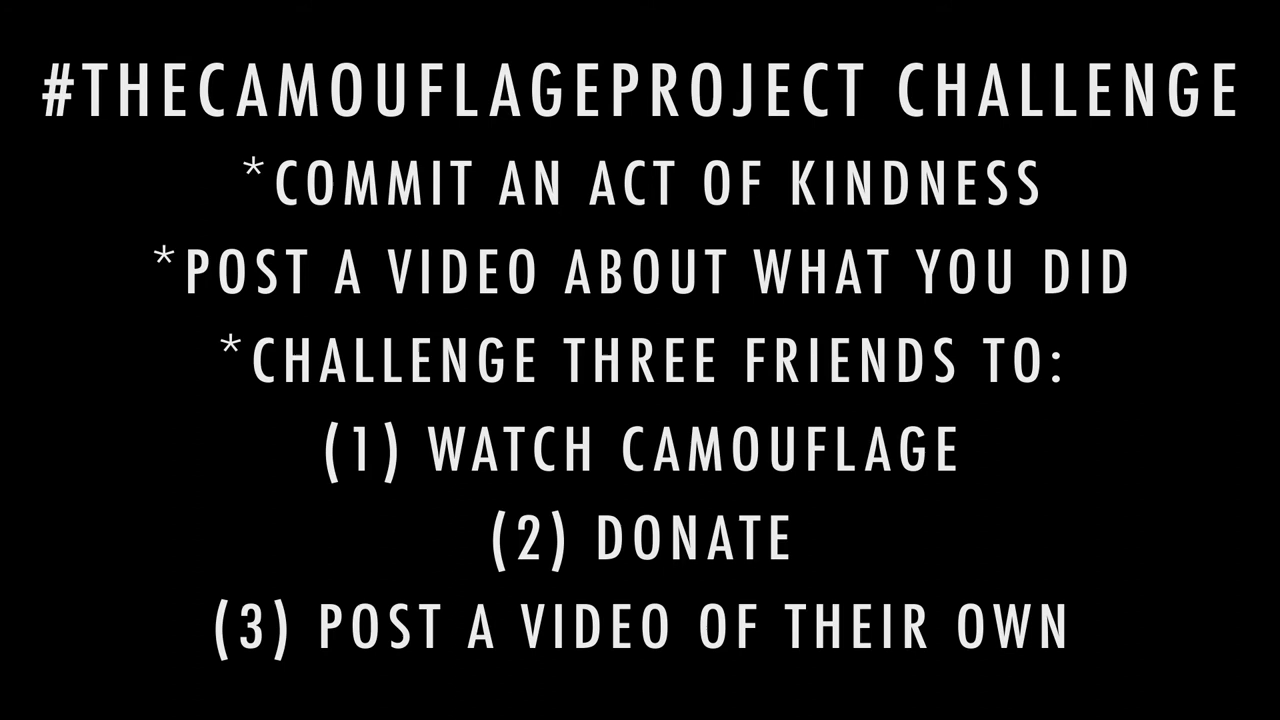 #THECAMOUFLAGEPROJECT CHALLENGE
*COMMIT AN ACT OF KINDNESS
*POST A VIDEO ABOUT WHAT YOU DID
*CHALLENGE THREE FRIENDS TO:
(1) WATCH CAMOUFLAGE
(2) DONATE
(3) POST A VIDEO OF THEIR OWN